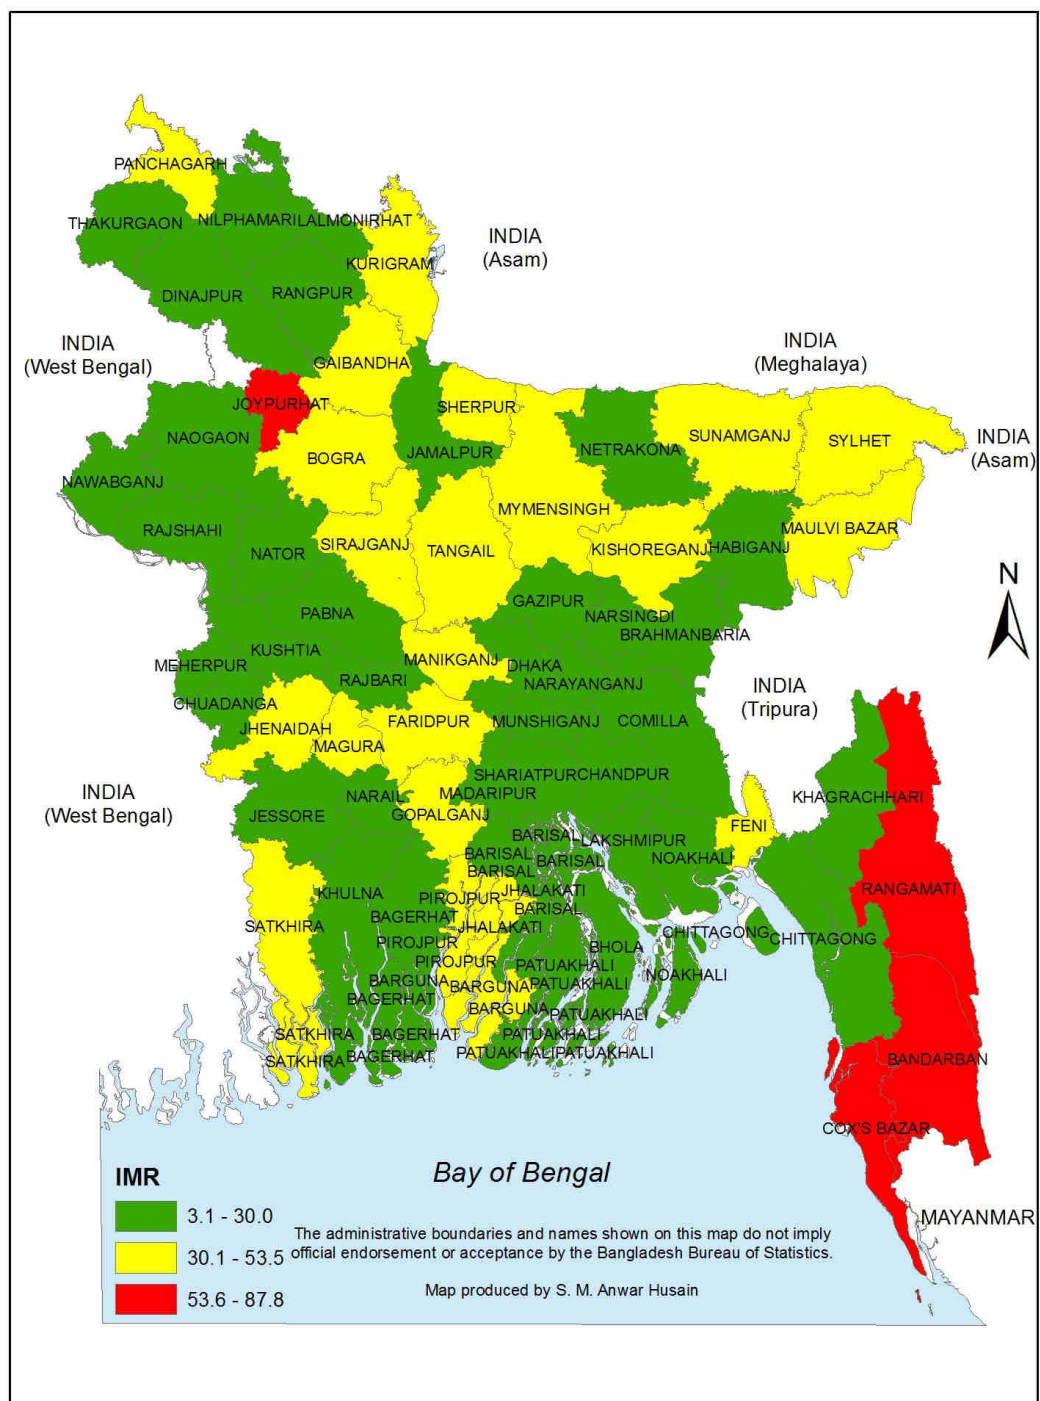 PANCHAGARH
THAKURGAON
NILPHAMARI
LALMONIRHAT
INDIA
(Asam)
KURIGRAM
DINAJPUR
RANGPUR
INDIA
(West Bengal)
INDIA
(Meghalaya)
GAIBANDHA
JOYPURHAT
SHERPUR
NAOGAON
BOGRA
JAMALPUR
NETRAKONA
SUNAMGANJ
SYLHET
INDIA
(Asam)
NAWABGANJ
MYMENSINGH
RAJSHAHI
MAULVI BAZAR
NATOR
SIRAJGANJ
TANGAIL
KISHOREGANJ
HABIGANJ
N
PABNA
GAZIPUR
NARSINGDI
BRAHMANBARIA
KUSHTIA
MEHERPUR
MANIKGANJ
DHAKA
RAJBARI
NARAYANGANJ
INDIA
(Tripura)
CHUADANGA
JHENAIDAH
MAGURA
FARIDPUR
MUNSHIGANJ
COMILLA
INDIA
(West Bengal)
SHARIATPUR
CHANDPUR
NARAIL
MADARIPUR
KHAGRACHHARI
JESSORE
GOPALGANJ
FENI
BARISAL
LAKSHMIPUR
BARISAL
BARISAL
NOAKHALI
BARISAL
KHULNA
PIROJPUR
JHALAKATI
RANGAMATI
BARISAL
BAGERHAT
SATKHIRA
JHALAKATI
CHITTAGONG
CHITTAGONG
PIROJPUR
BHOLA
PIROJPUR
PATUAKHALI
NOAKHALI
BARGUNA
BARGUNA
PATUAKHALI
BAGERHAT
BARGUNA
PATUAKHALI
SATKHIRA
BAGERHAT
PATUAKHALI
SATKHIRA
BAGERHAT
PATUAKHALI
PATUAKHALI
BANDARBAN
COX'S BAZAR
Bay of Bengal
MAYANMAR
IMR
3.1 - 30.0
30.1 - 53.5
53.6 - 87.8
The administrative boundaries and names shown on this map do not imply
official endorsement or acceptance by the Bangladesh Bureau of Statistics.
Map produced by S. M. Anwar Husain